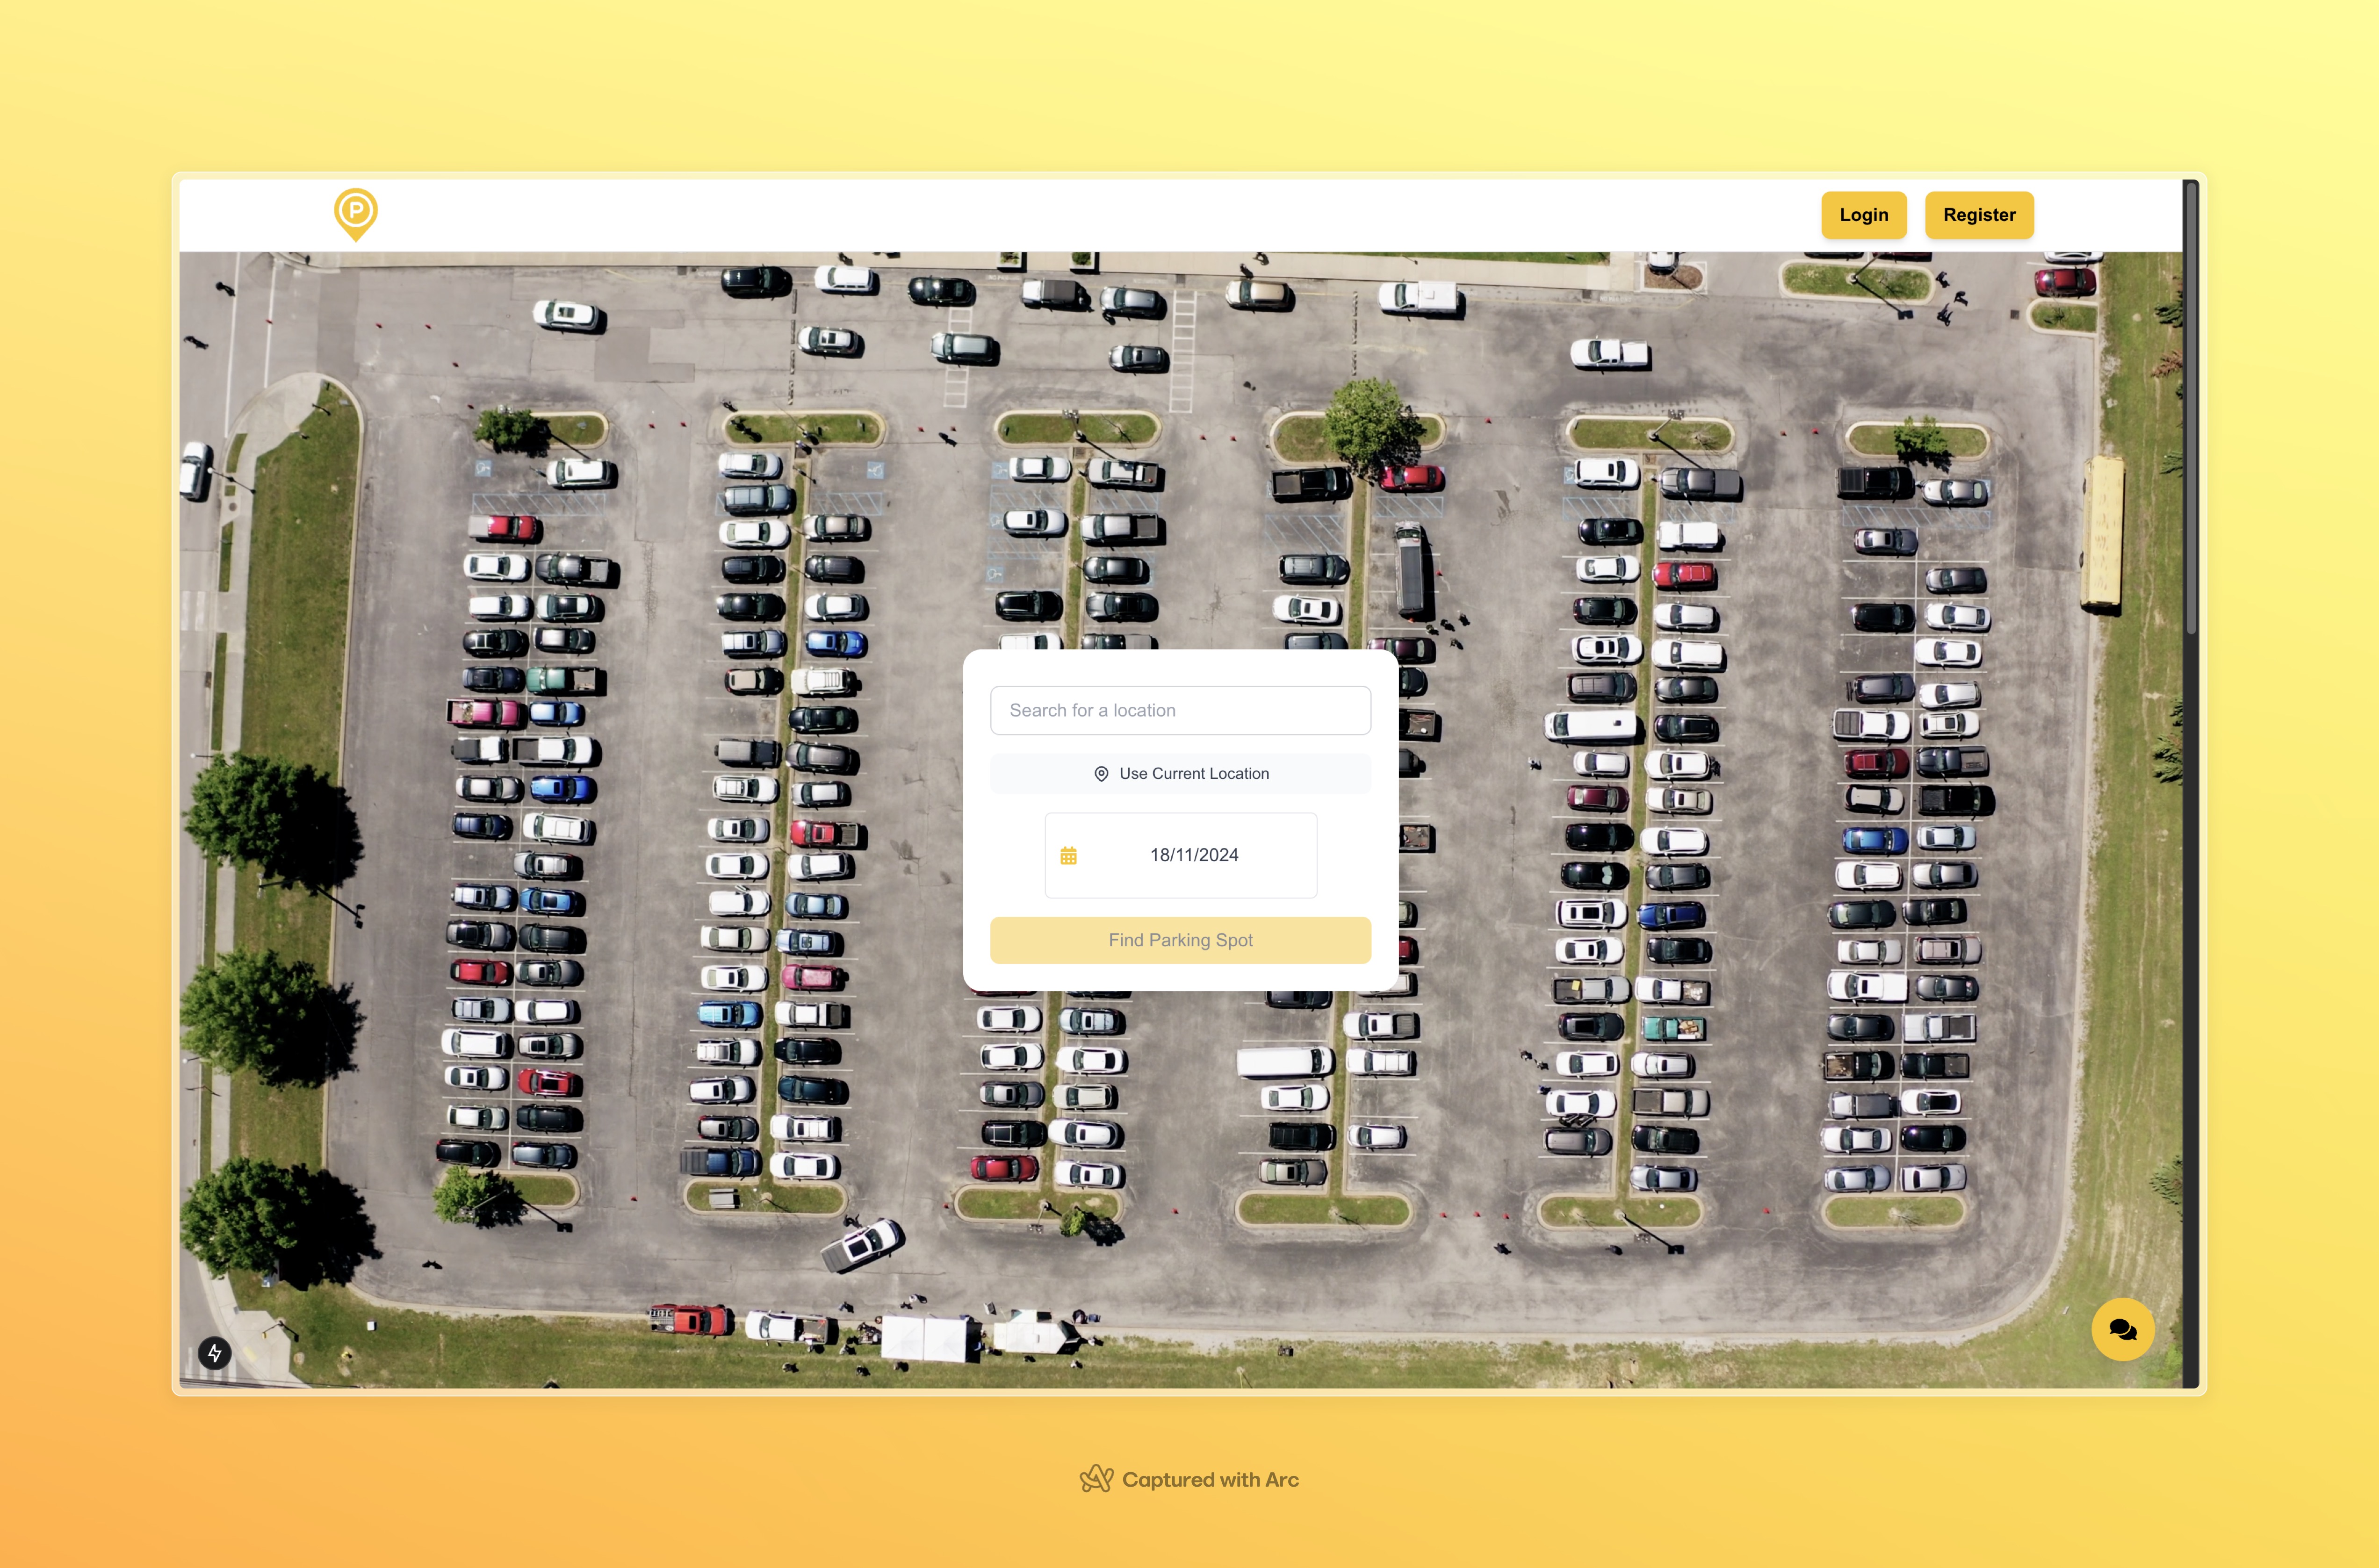 P
Login
Register
Search for a location
Use Current Location
18/11/2024
Find Parking Spot
Captured with Arc